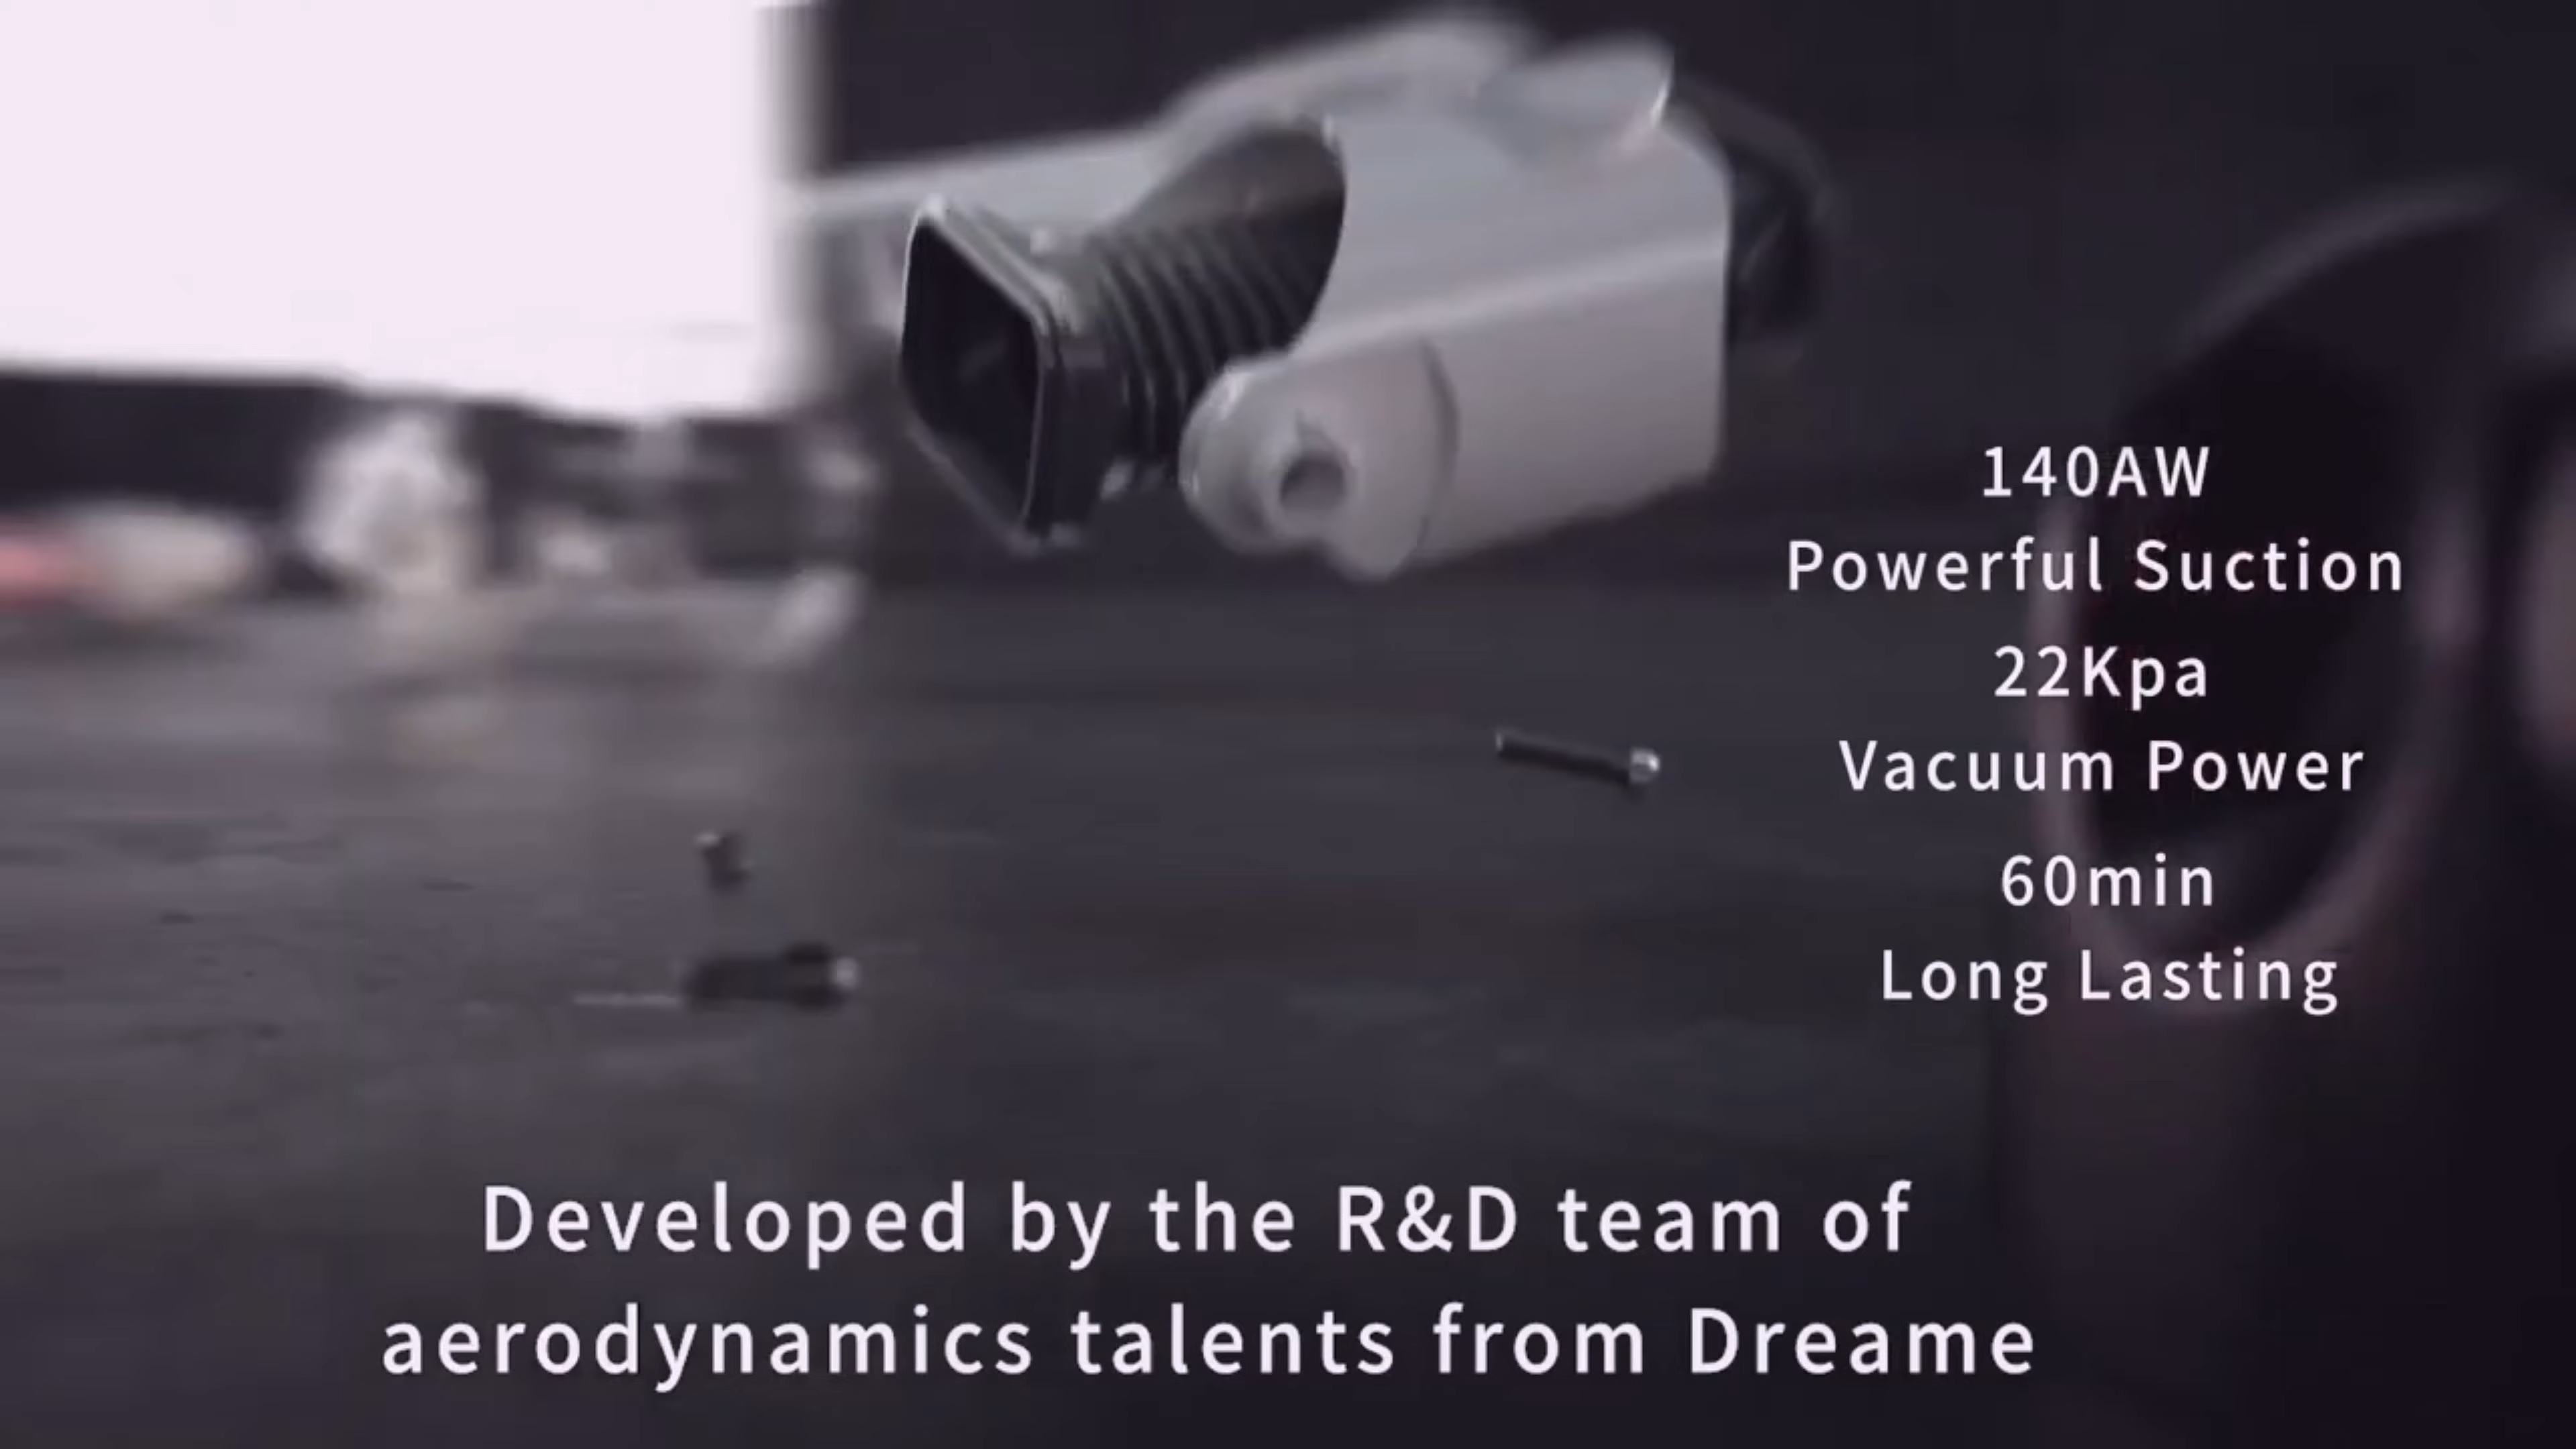 140AW
Powerful Suction
22Kpa
Vacuum Power
60min
Long Lasting
Developed by the R&D team of
aerodynamics talents from Dreame